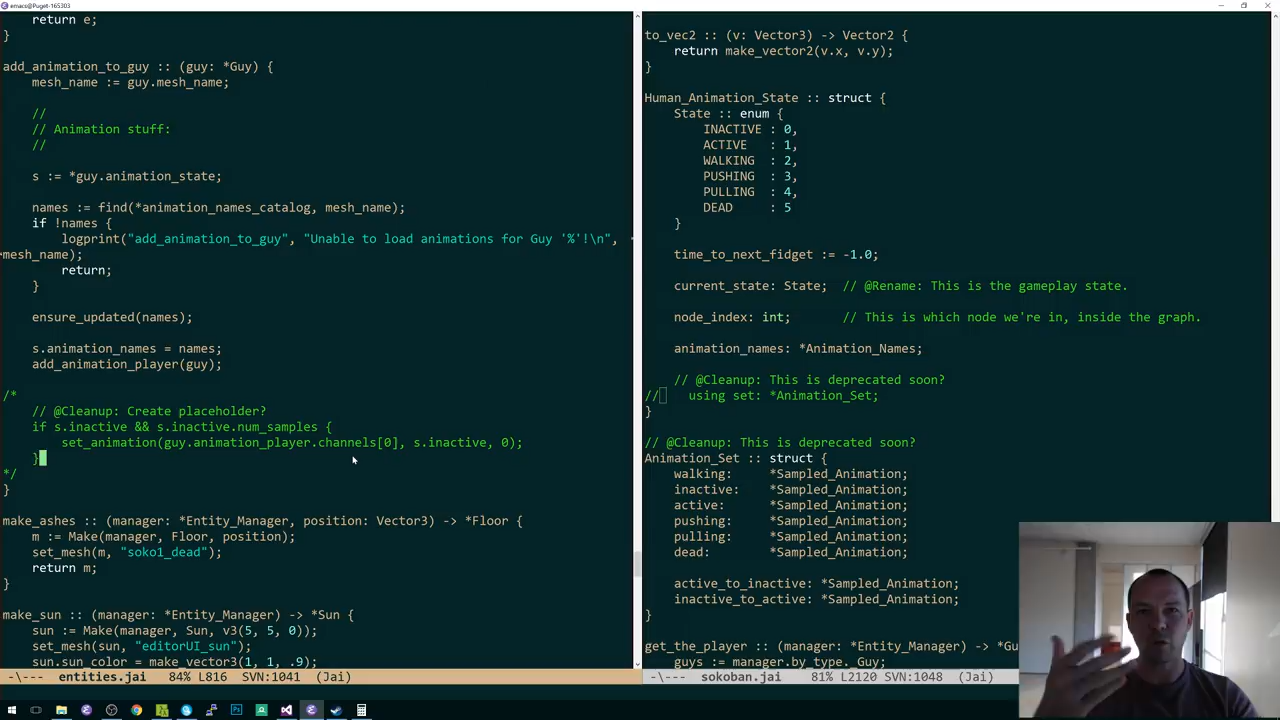 emacs@Puget-165303
return e;
}
add_animation_to_guy :: (guy: *Guy) {
mesh_name := guy.mesh_name;
//
// Animation stuff:
//
s := *guy.animation_state;
names := find(*animation_names_catalog, mesh_name);
if !names {
logprint("add_animation_to_guy", "Unable to load animations for Guy '%'!\n",
mesh_name);
return;
}
ensure_updated(names);
s.animation_names = names;
add_animation_player(guy);
/*
// @Cleanup: Create placeholder?
if s.inactive && s.inactive.num_samples {
set_animation(guy.animation_player.channels[0], s.inactive, 0);
}
*/
}
make_ashes :: (manager: *Entity_Manager, position: Vector3) -> *Floor {
m := Make(manager, Floor, position);
set_mesh(m, "soko1_dead");
return m;
}
make_sun :: (manager: *Entity_Manager) -> *Sun {
sun := Make(manager, Sun, v3(5, 5, 0));
set_mesh(sun, "editorUI_sun");
sun.sun_color = make_vector3(1, 1, .9);
-\--- entities.jai 84% L816 SVN:1041 (Jai)
to_vec2 :: (v: Vector3) -> Vector2 {
return make_vector2(v.x, v.y);
}
Human_Animation_State :: struct {
State :: enum {
INACTIVE : 0,
ACTIVE : 1,
WALKING : 2,
PUSHING : 3,
PULLING : 4,
DEAD : 5
}
time_to_next_fidget := -1.0;
current_state: State; // @Rename: This is the gameplay state.
node_index: int; // This is which node we're in, inside the graph.
animation_names: *Animation_Names;
// @Cleanup: This is deprecated soon?
// using set: *Animation_Set;
}
// @Cleanup: This is deprecated soon?
Animation_Set :: struct {
walking: *Sampled_Animation;
inactive: *Sampled_Animation;
active: *Sampled_Animation;
pushing: *Sampled_Animation;
pulling: *Sampled_Animation;
dead: *Sampled_Animation;
active_to_inactive: *Sampled_Animation;
inactive_to_active: *Sampled_Animation;
}
get_the_player :: (manager: *Entity_Manager) -> *Gu
guys := manager.by_type._Guy;
-\--- sokoban.jai 81% L2120 SVN:1048 (Jai)